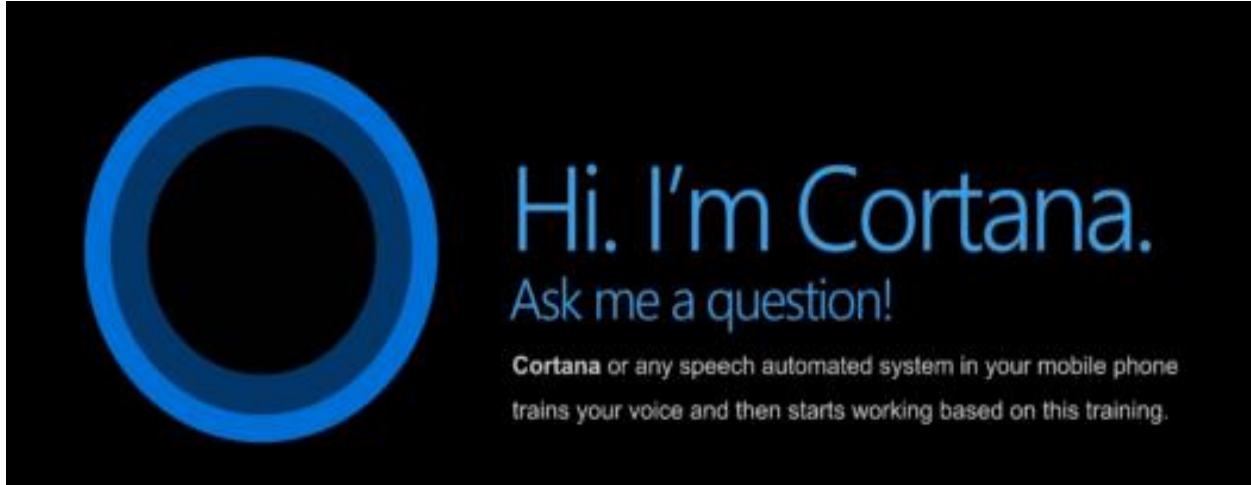 Hi. I'm Cortana.
Ask me a question!
Cortana or any speech automated system in your mobile phone
trains your voice and then starts working based on this training.